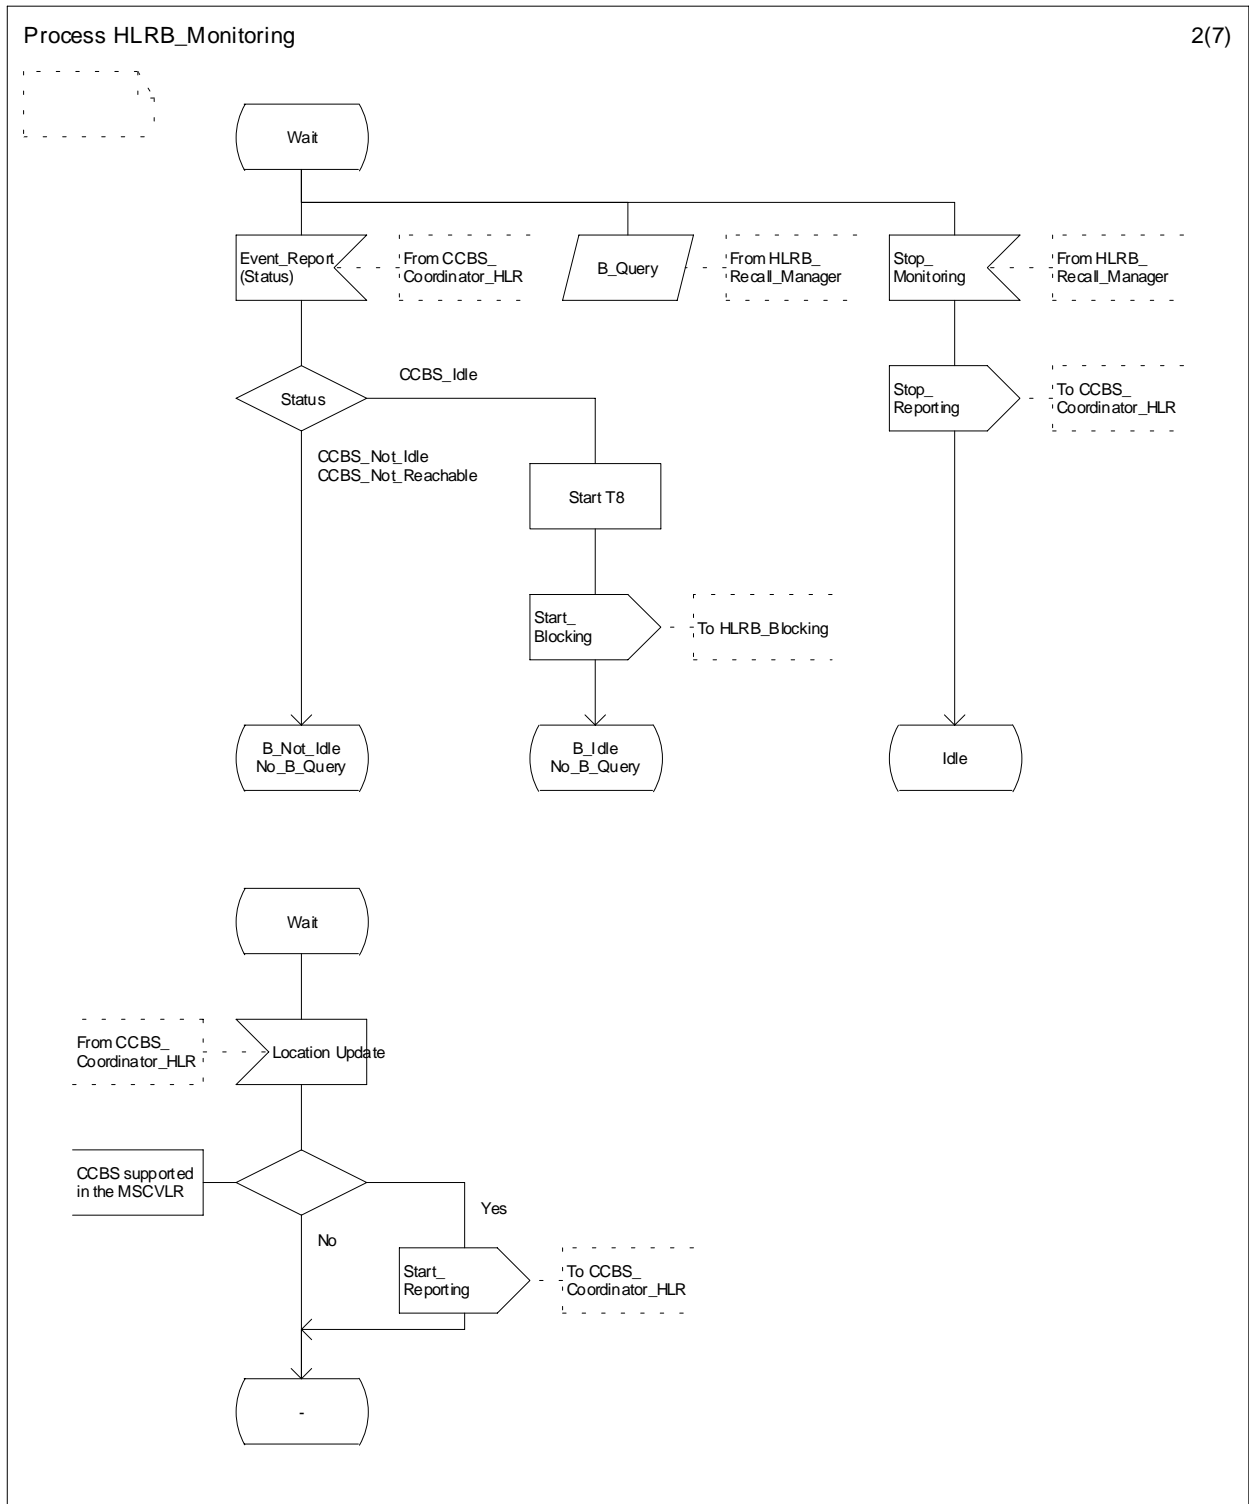 Process HLRB_Monitoring
2(7)
Wait
Event_Report
(Status)
From CCBS_
Coordinator_HLR
B_Query
From HLRB_
Recall_Manager
Stop_
Monitoring
From HLRB_
Recall_Manager
Status
CCBS_Idle
Stop_
Reporting
To CCBS_
Coordinator_HLR
CCBS_Not_Idle
CCBS_Not_Reachable
Start T8
Start_
Blocking
To HLRB_Blocking
B_Not_Idle
No_B_Query
B_Idle
No_B_Query
Idle
Wait
From CCBS_
Coordinator_HLR
Location Update
CCBS supported
in the MSCVLR
Yes
No
Start_
Reporting
To CCBS_
Coordinator_HLR
-